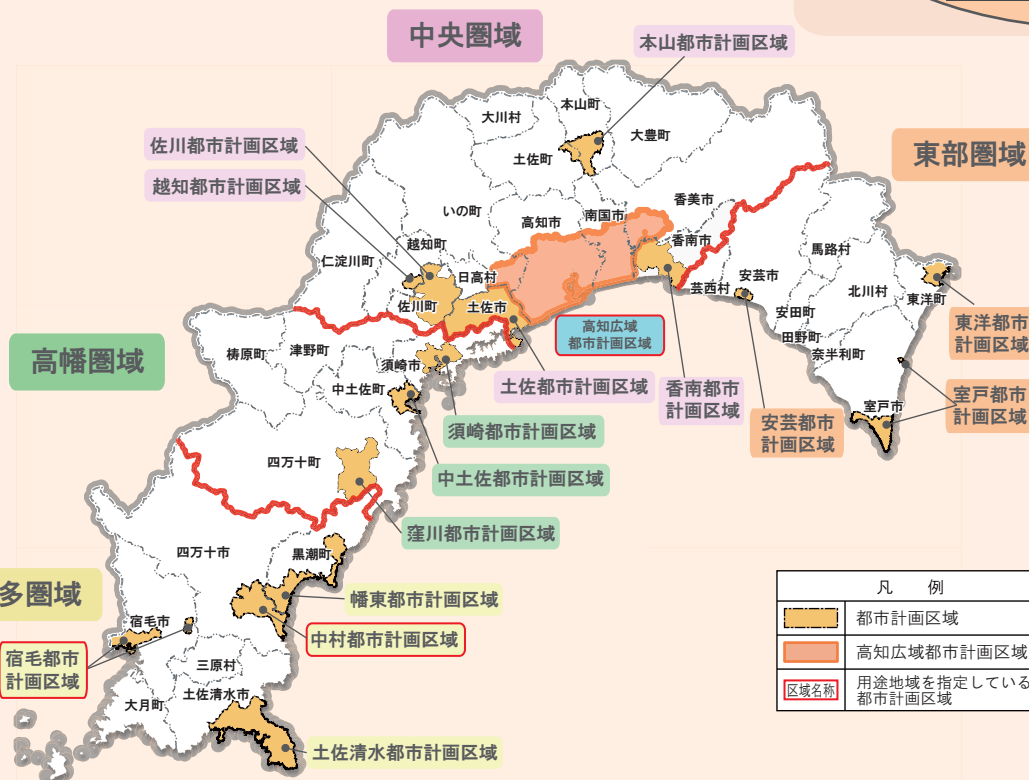 中央圏域
本山都市計画区域
本山町
大川村
大豊町
土佐町
佐川都市計画区域
越知都市計画区域
東部圏域
香美市
いの町
高知市
南国市
香南市
越知町
仁淀川町
日高村
馬路村
安芸市
芸西村
北川村
佐川町
土佐市
東洋町
安田町
田野町
奈半利町
高知広域
都市計画区域
東洋都市
計画区域
高幡圏域
梼原町
津野町
須崎市
中土佐町
土佐都市計画区域
香南都市
計画区域
室戸市
室戸都市
計画区域
安芸都市
計画区域
須崎都市計画区域
四万十町
中土佐都市計画区域
窪川都市計画区域
四万十市
黒潮町
多圏域
幡東都市計画区域
宿毛市
中村都市計画区域
宿毛都市
計画区域
三原村
大月町
土佐清水市
土佐清水都市計画区域
凡 例
都市計画区域
高知広域都市計画区域
区域名称
用途地域を指定している
都市計画区域